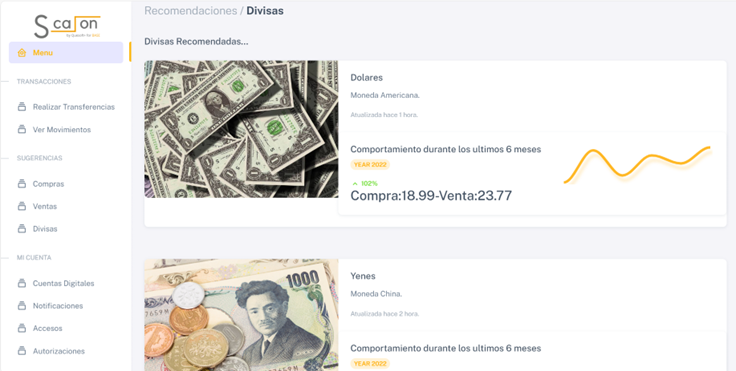 Scalon
Menu
TRANSACCIONES
Realizar Transferencias
Ver Movimientos
SUGERENCIAS
Compras
Ventas
Divisas
MI CUENTA
Cuentas Digitales
Notificaciones
Accesos
Autorizaciones
Recomendaciones / Divisas
Divisas Recomendadas...
Dolares
Moneda Americana.
Atualizada hace 1 hora.
Comportamiento durante los ultimos 6 meses
YEAR 2022
102%
Compra:18.99-Venta:23.77
1000
Yenes
Moneda China.
Atualizada hace 2 hora.
Comportamiento durante los ultimos 6 meses
YEAR 2022